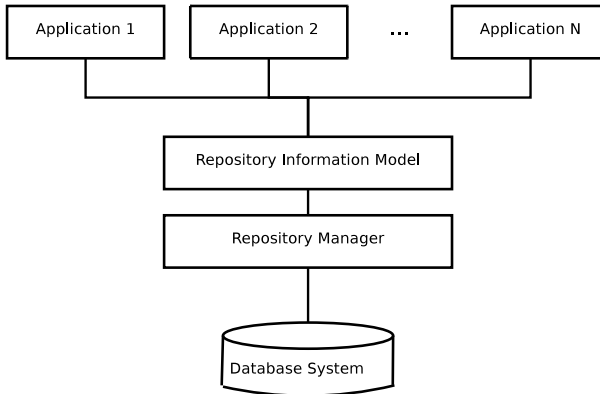 Application 1 Application 2 ... Application N
Repository Information Model
Repository Manager
Database System